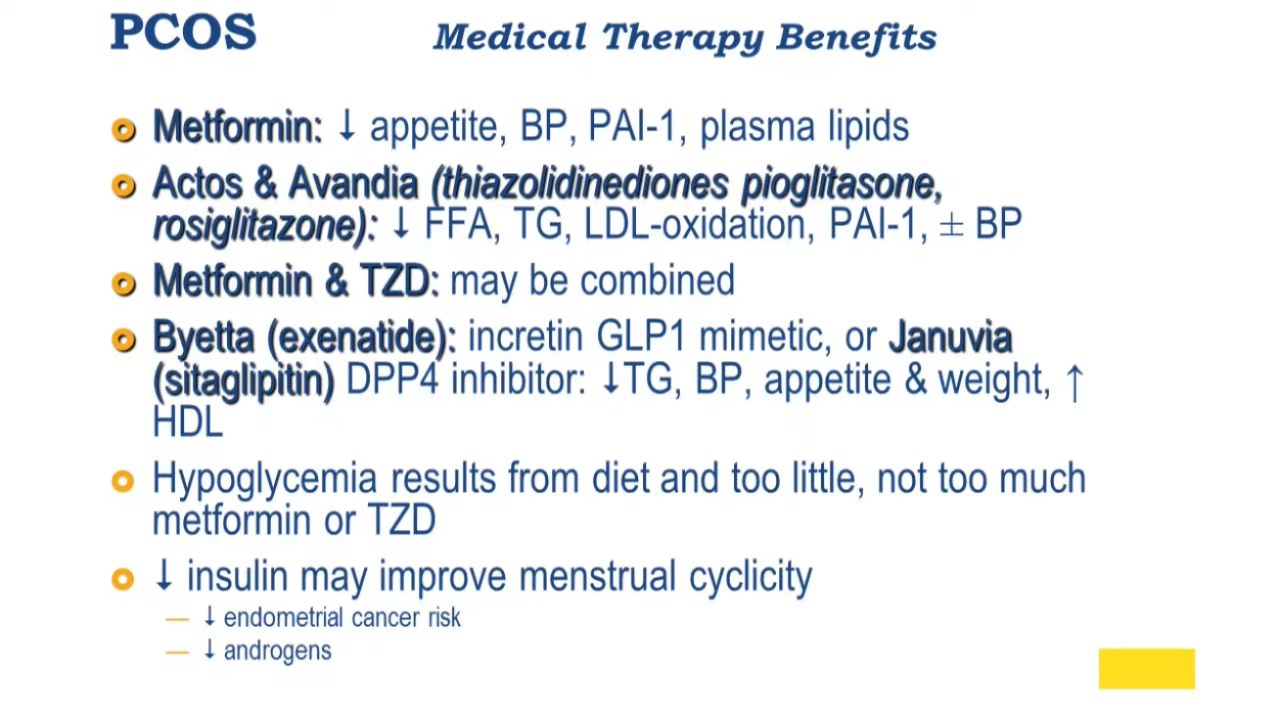 PCOS Medical Therapy Benefits
Metformin: ↓ appetite, BP, PAI-1, plasma lipids
Actos & Avandia (thiazolidinediones pioglitasone,
rosiglitazone): ↓ FFA, TG, LDL-oxidation, PAI-1, ± BP
Metformin & TZD: may be combined
Byetta (exenatide): incretin GLP1 mimetic, or Januvia
(sitaglipitin) DPP4 inhibitor: ↓TG, BP, appetite & weight, ↑
HDL
Hypoglycemia results from diet and too little, not too much
metformin or TZD
↓ insulin may improve menstrual cyclicity
— ↓ endometrial cancer risk
— ↓ androgens